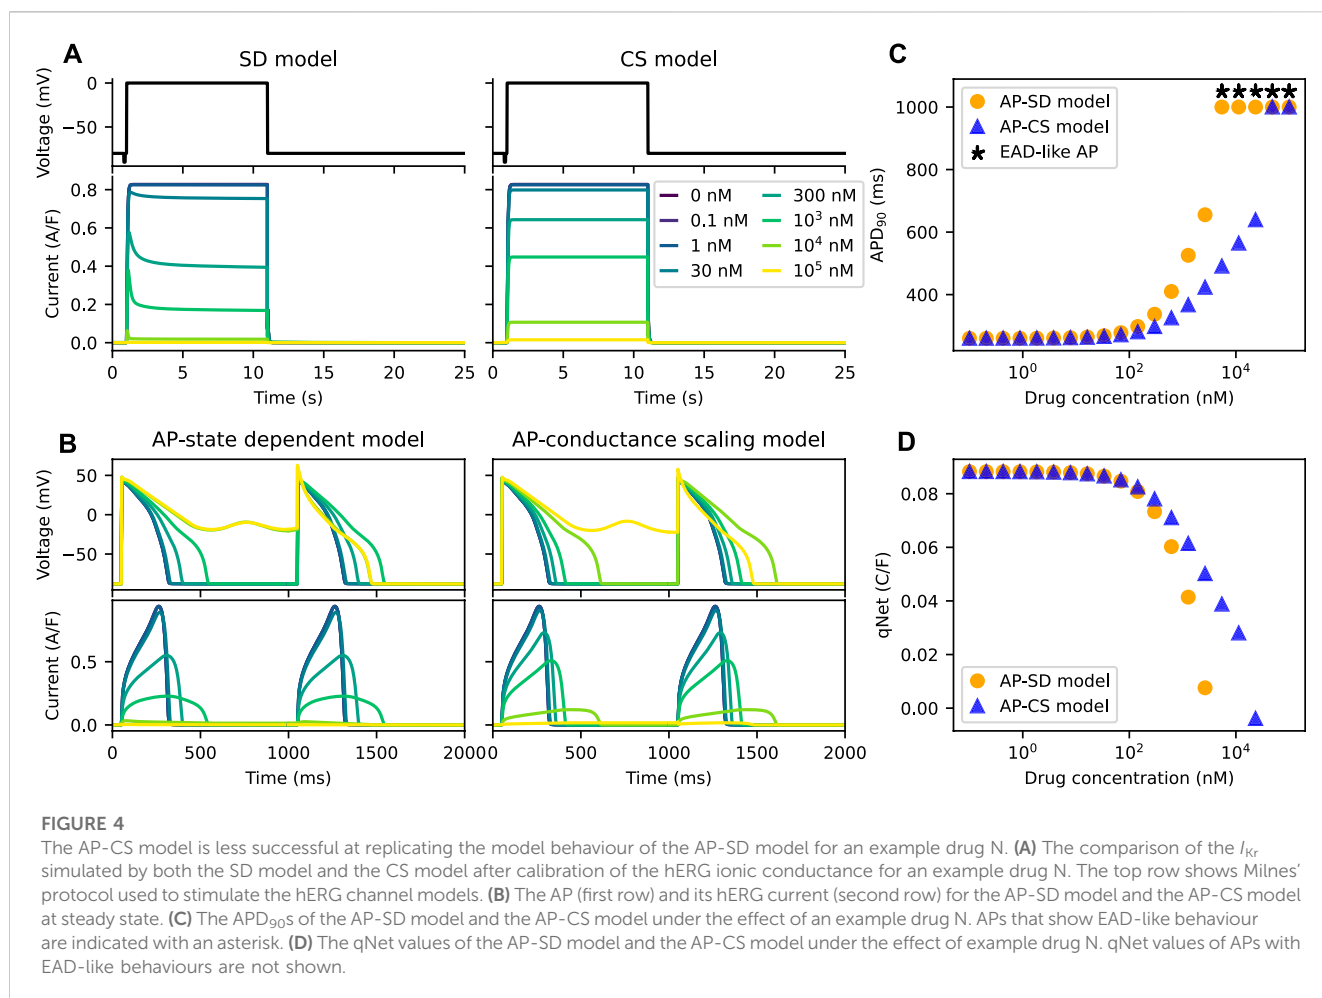 A
SD model
CS model
Voltage (mV)
0
−50
Current (A/F)
0.8
0.6
0.4
0.2
0.0
0 nM
0.1 nM
1 nM
30 nM
300 nM
10³ nM
10⁴ nM
10⁵ nM
0 5 10 15 20 25
0 5 10 15 20 25
Time (s)
Time (s)
B
AP-state dependent model
AP-conductance scaling model
Voltage (mV)
50
0
−50
Current (A/F)
0.5
0.0
0 500 1000 1500 2000
0 500 1000 1500 2000
Time (ms)
Time (ms)
C
APD₉₀ (ms)
1000
800
600
400
AP-SD model
AP-CS model
EAD-like AP
10⁰ 10² 10⁴
Drug concentration (nM)
D
qNet (C/F)
0.08
0.06
0.04
0.02
0.00
AP-SD model
AP-CS model
10⁰ 10² 10⁴
Drug concentration (nM)
FIGURE 4
The AP-CS model is less successful at replicating the model behaviour of the AP-SD model for an example drug N. (A) The comparison of the I_Kr
simulated by both the SD model and the CS model after calibration of the hERG ionic conductance for an example drug N. The top row shows Milnes’
protocol used to stimulate the hERG channel models. (B) The AP (first row) and its hERG current (second row) for the AP-SD model and the AP-CS model
at steady state. (C) The APD₉₀s of the AP-SD model and the AP-CS model under the effect of an example drug N. APs that show EAD-like behaviour
are indicated with an asterisk. (D) The qNet values of the AP-SD model and the AP-CS model under the effect of example drug N. qNet values of APs with
EAD-like behaviours are not shown.